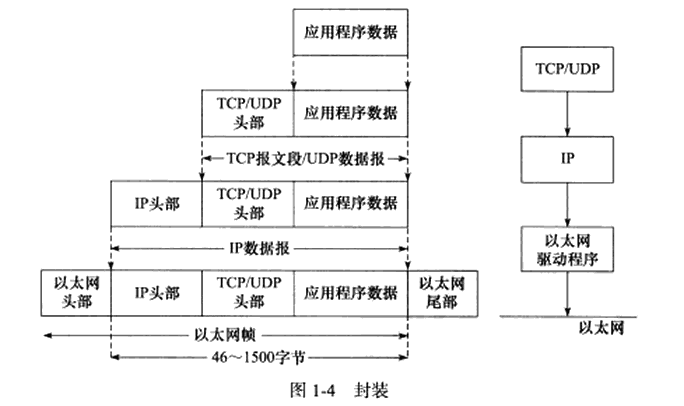 应用程序数据
TCP/UDP
头部
应用程序数据
TCP报文段/UDP数据报
IP头部
TCP/UDP
头部
应用程序数据
IP数据报
以太网
头部
IP头部
TCP/UDP
头部
应用程序数据
以太网
尾部
以太网帧
46~1500字节
TCP/UDP
IP
以太网
驱动程序
以太网
图 1-4 封装